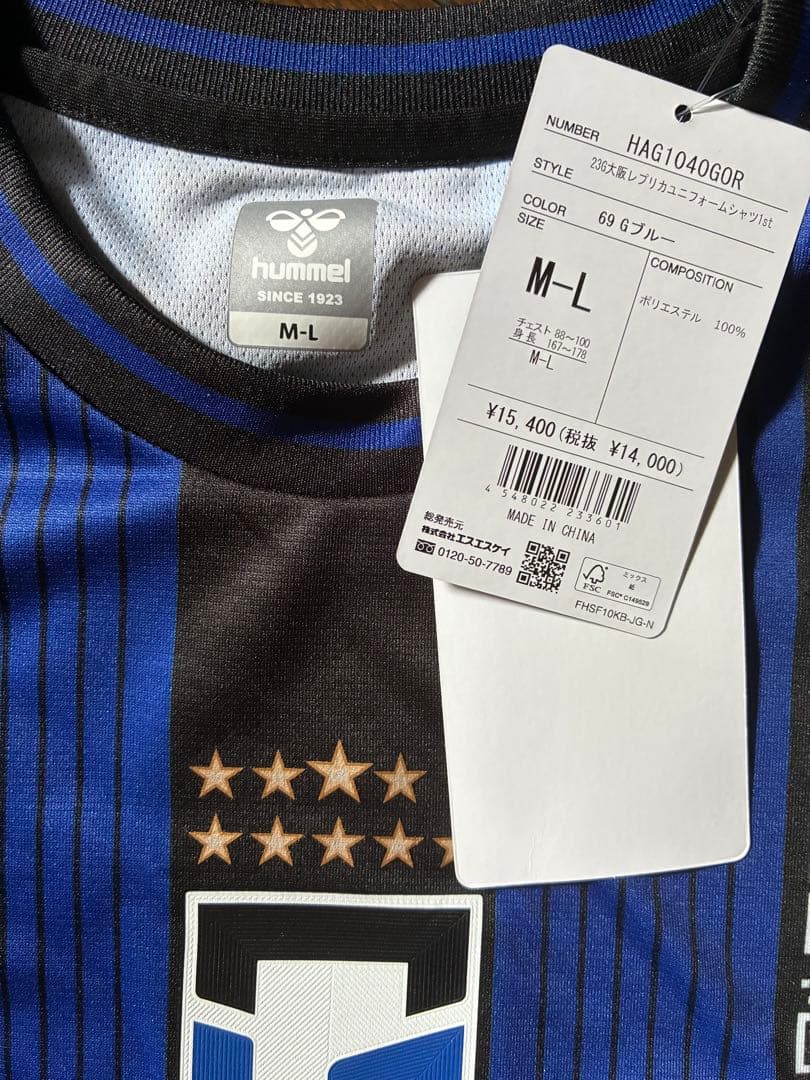 hummel
SINCE 1923
M-L
NUMBER HAG1040GOR
STYLE 23G大阪レプリカユニフォームシャツ1st
COLOR 69 Gブルー
SIZE
M-L
チェスト 88~100
身長 167~178
M-L
COMPOSITION
ポリエステル 100%
¥15,400(税抜 ¥14,000)
4 548022 233601
MADE IN CHINA
総発売元
株式会社エスエスケイ
0120-50-7789
FSC
ミックス
紙
FSC® C149529
FHSF10KB-JG-N